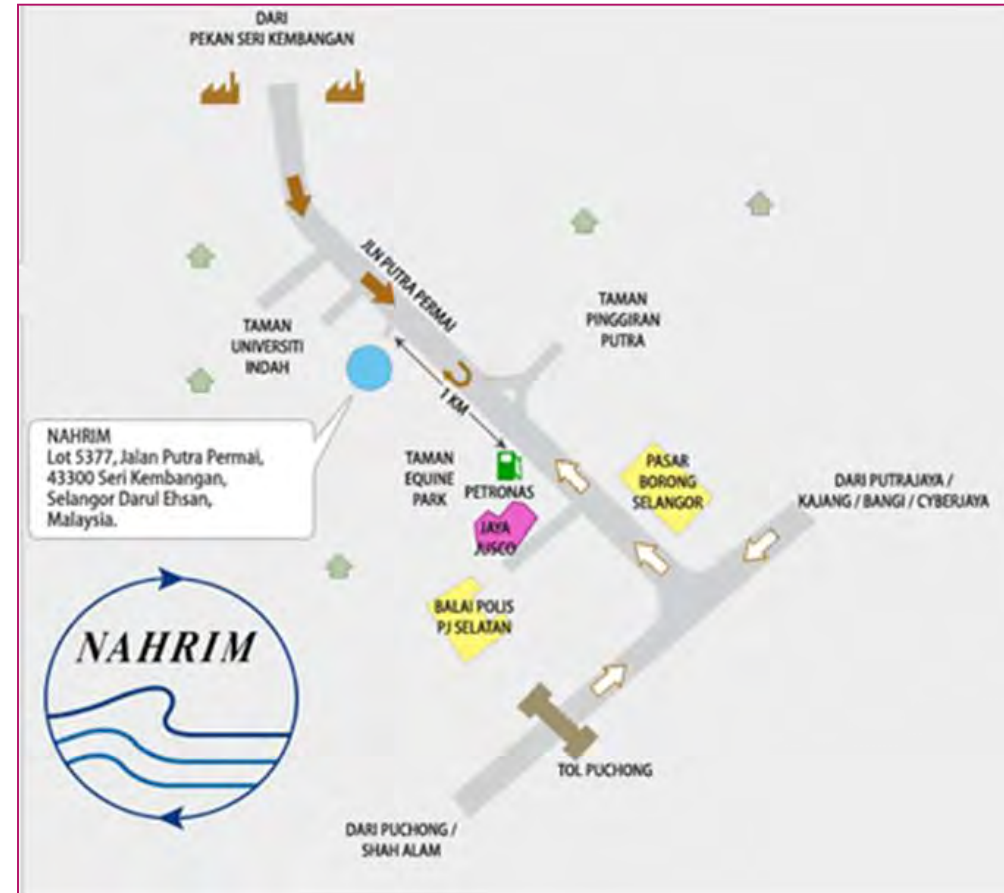 DARI
PEKAN SERI KEMBANGAN
JLN PUTRA PERMAI
TAMAN
PINGGIRAN
PUTRA
TAMAN
UNIVERSITI
INDAH
1 KM
NAHRIM
Lot 5377, Jalan Putra Permai,
43300 Seri Kembangan,
Selangor Darul Ehsan,
Malaysia.
TAMAN
EQUINE
PARK
PETRONAS
PASAR
BORONG
SELANGOR
DARI PUTRAJAYA /
KAJANG / BANGI / CYBERJAYA
JAYA
JUSCO
BALAI POLIS
PJ SELATAN
NAHRIM
TOL PUCHONG
DARI PUCHONG /
SHAH ALAM